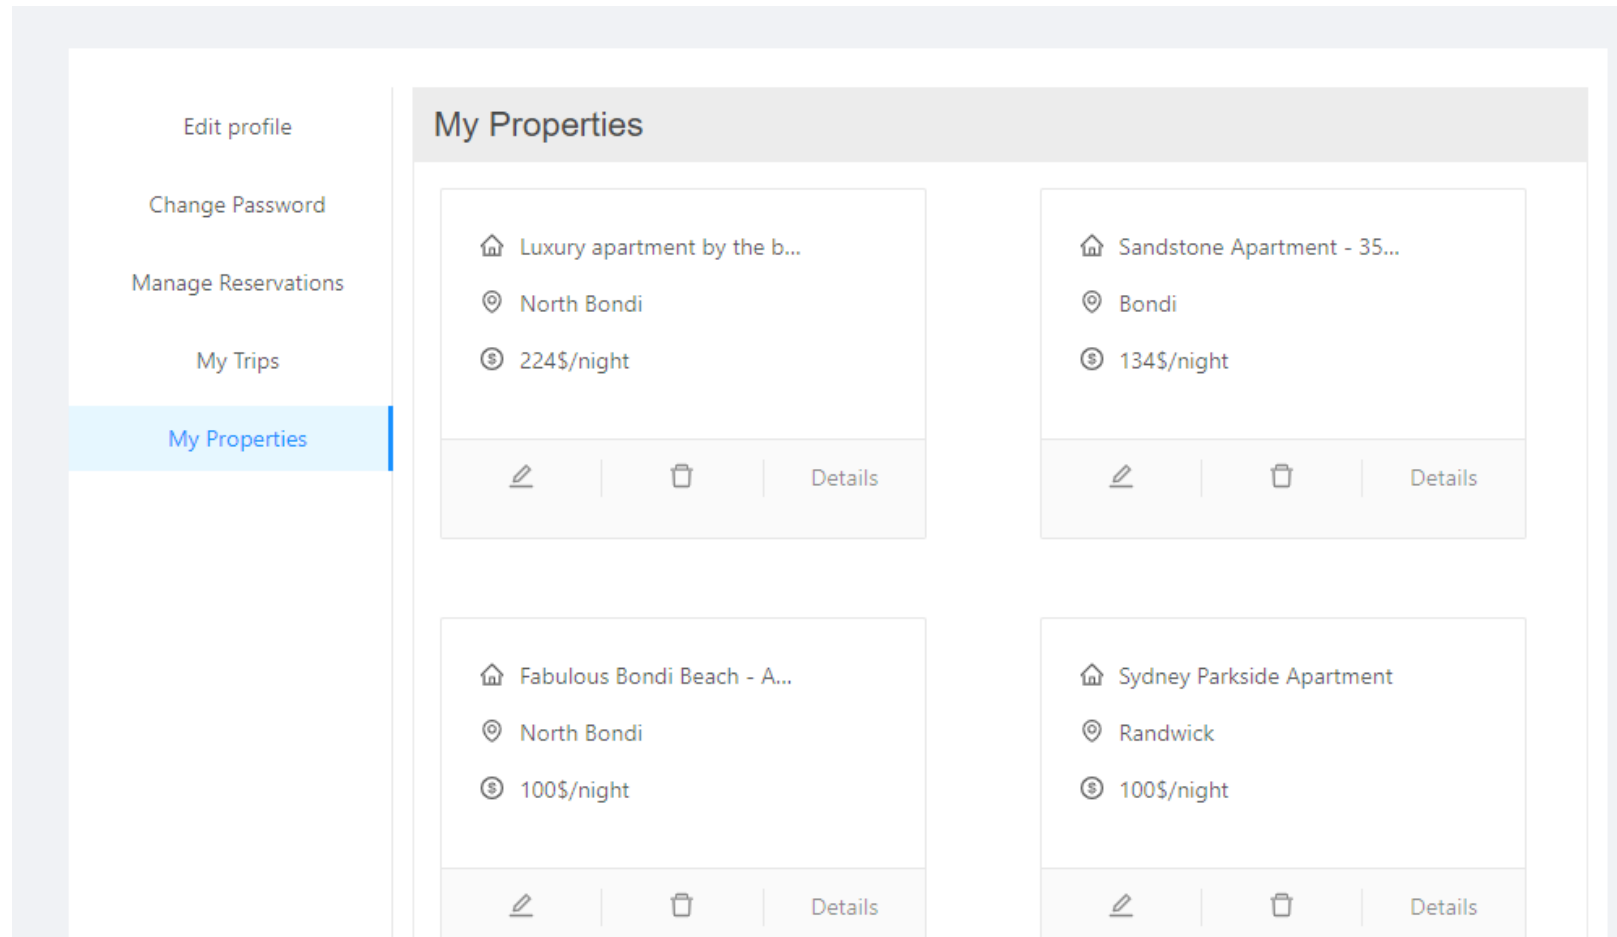 Edit profile
Change Password
Manage Reservations
My Trips
My Properties
My Properties
Luxury apartment by the b...
North Bondi
224$/night
Details
Sandstone Apartment - 35...
Bondi
134$/night
Details
Fabulous Bondi Beach - A...
North Bondi
100$/night
Details
Sydney Parkside Apartment
Randwick
100$/night
Details